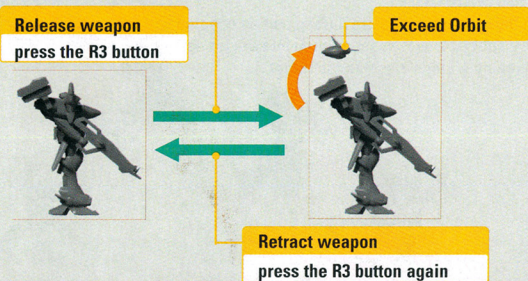 Release weapon
press the R3 button
Exceed Orbit
Retract weapon
press the R3 button again